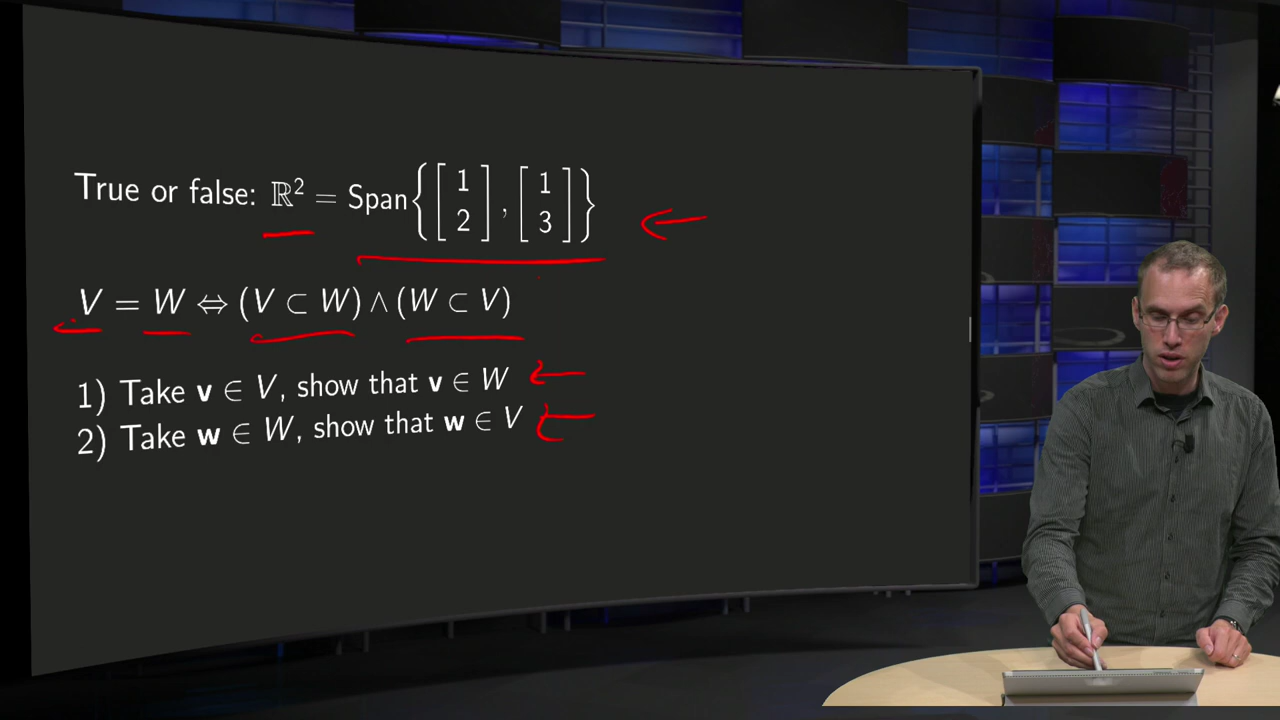 True or false: ℝ² = Span{[1 2], [1 3]}
V = W ⇔ (V ⊂ W) ∧ (W ⊂ V)
1) Take v ∈ V, show that v ∈ W
2) Take w ∈ W, show that w ∈ V